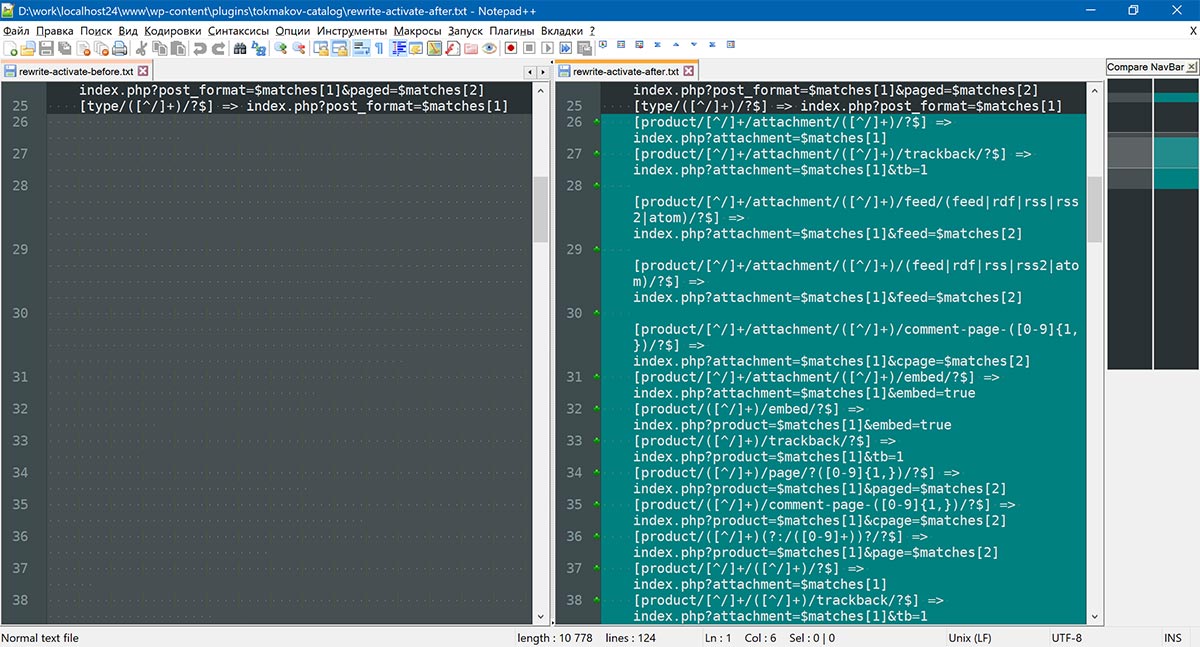 D:\work\localhost24\www\wp-content\plugins\tokmakov-catalog\rewrite-activate-after.txt - Notepad++
Файл Правка Поиск Вид Кодировки Синтаксисы Опции Инструменты Макросы Запуск Плагины Вкладки ? X
rewrite-activate-before.txt
index.php?post_format=$matches[1]&paged=$matches[2]
25 [type/([^/]+)/?$] => index.php?post_format=$matches[1]
26
27
28
29
30
31
32
33
34
35
36
37
38
rewrite-activate-after.txt
index.php?post_format=$matches[1]&paged=$matches[2]
25 [type/([^/]+)/?$] => index.php?post_format=$matches[1]
26 [product/[^/]+/attachment/([^/]+)/?$] =>
index.php?attachment=$matches[1]
27 [product/[^/]+/attachment/([^/]+)/trackback/?$] =>
index.php?attachment=$matches[1]&tb=1
28
[product/[^/]+/attachment/([^/]+)/feed/(feed|rdf|rss|rss
2|atom)/?$] =>
index.php?attachment=$matches[1]&feed=$matches[2]
29
[product/[^/]+/attachment/([^/]+)/(feed|rdf|rss|rss2|ato
m)/?$] =>
index.php?attachment=$matches[1]&feed=$matches[2]
30
[product/[^/]+/attachment/([^/]+)/comment-page-([0-9]{1,
})/?$] =>
index.php?attachment=$matches[1]&cpage=$matches[2]
31 [product/[^/]+/attachment/([^/]+)/embed/?$] =>
index.php?attachment=$matches[1]&embed=true
32 [product/([^/]+)/embed/?$] =>
index.php?product=$matches[1]&embed=true
33 [product/([^/]+)/trackback/?$] =>
index.php?product=$matches[1]&tb=1
34 [product/([^/]+)/page/?([0-9]{1,})/?$] =>
index.php?product=$matches[1]&paged=$matches[2]
35 [product/([^/]+)/comment-page-([0-9]{1,})/?$] =>
index.php?product=$matches[1]&cpage=$matches[2]
36 [product/([^/]+)(?:/([0-9]+))?/?$] =>
index.php?product=$matches[1]&page=$matches[2]
37 [product/[^/]+/([^/]+)/?$] =>
index.php?attachment=$matches[1]
38 [product/[^/]+/([^/]+)/trackback/?$] =>
index.php?attachment=$matches[1]&tb=1
Compare NavBar
Normal text file length : 10 778 lines : 124 Ln : 1 Col : 6 Sel : 0 | 0 Unix (LF) UTF-8 INS